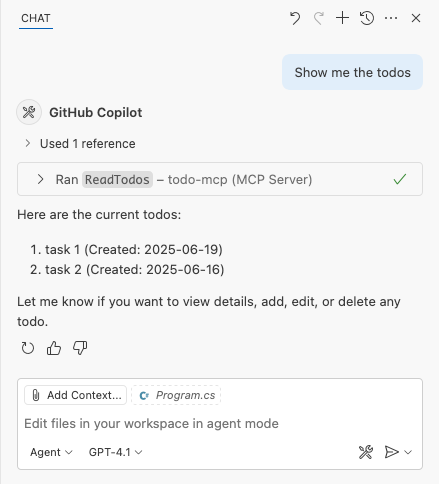 CHAT
Show me the todos
GitHub Copilot
Used 1 reference
Ran ReadTodos – todo-mcp (MCP Server)
Here are the current todos:
1. task 1 (Created: 2025-06-19)
2. task 2 (Created: 2025-06-16)
Let me know if you want to view details, add, edit, or delete any
todo.
Add Context... Program.cs
Edit files in your workspace in agent mode
Agent GPT-4.1